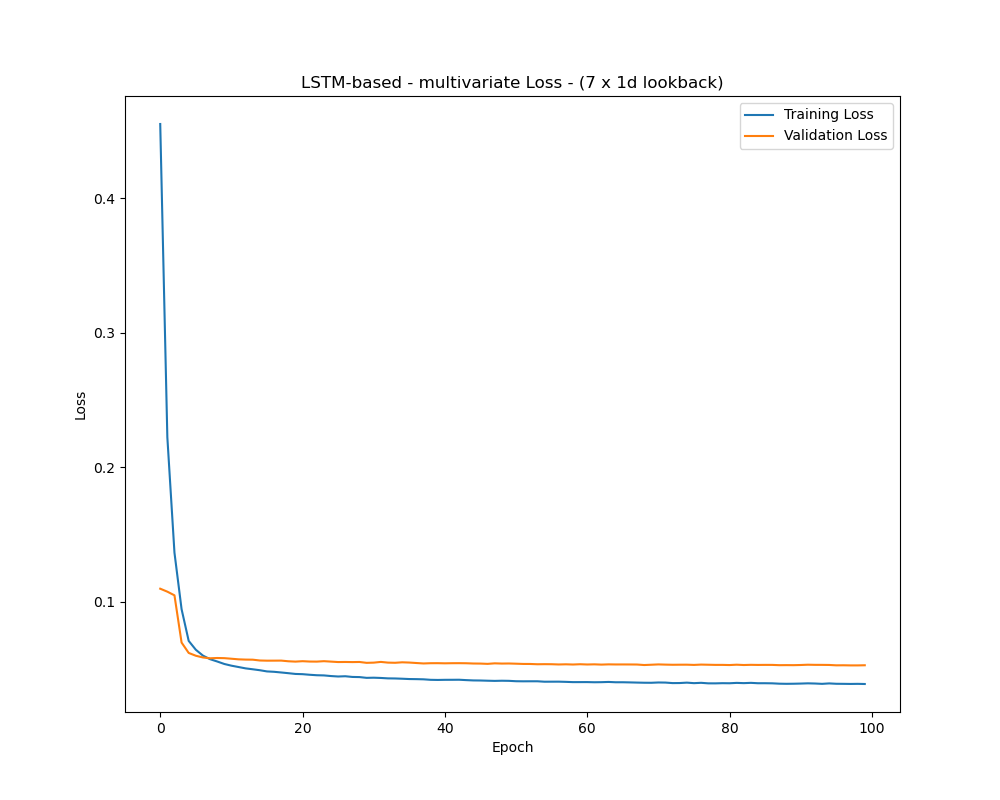 LSTM-based - multivariate Loss - (7 x 1d lookback)
Training Loss
Validation Loss
0.4
0.3
0.2
0.1
Loss
0 20 40 60 80 100
Epoch